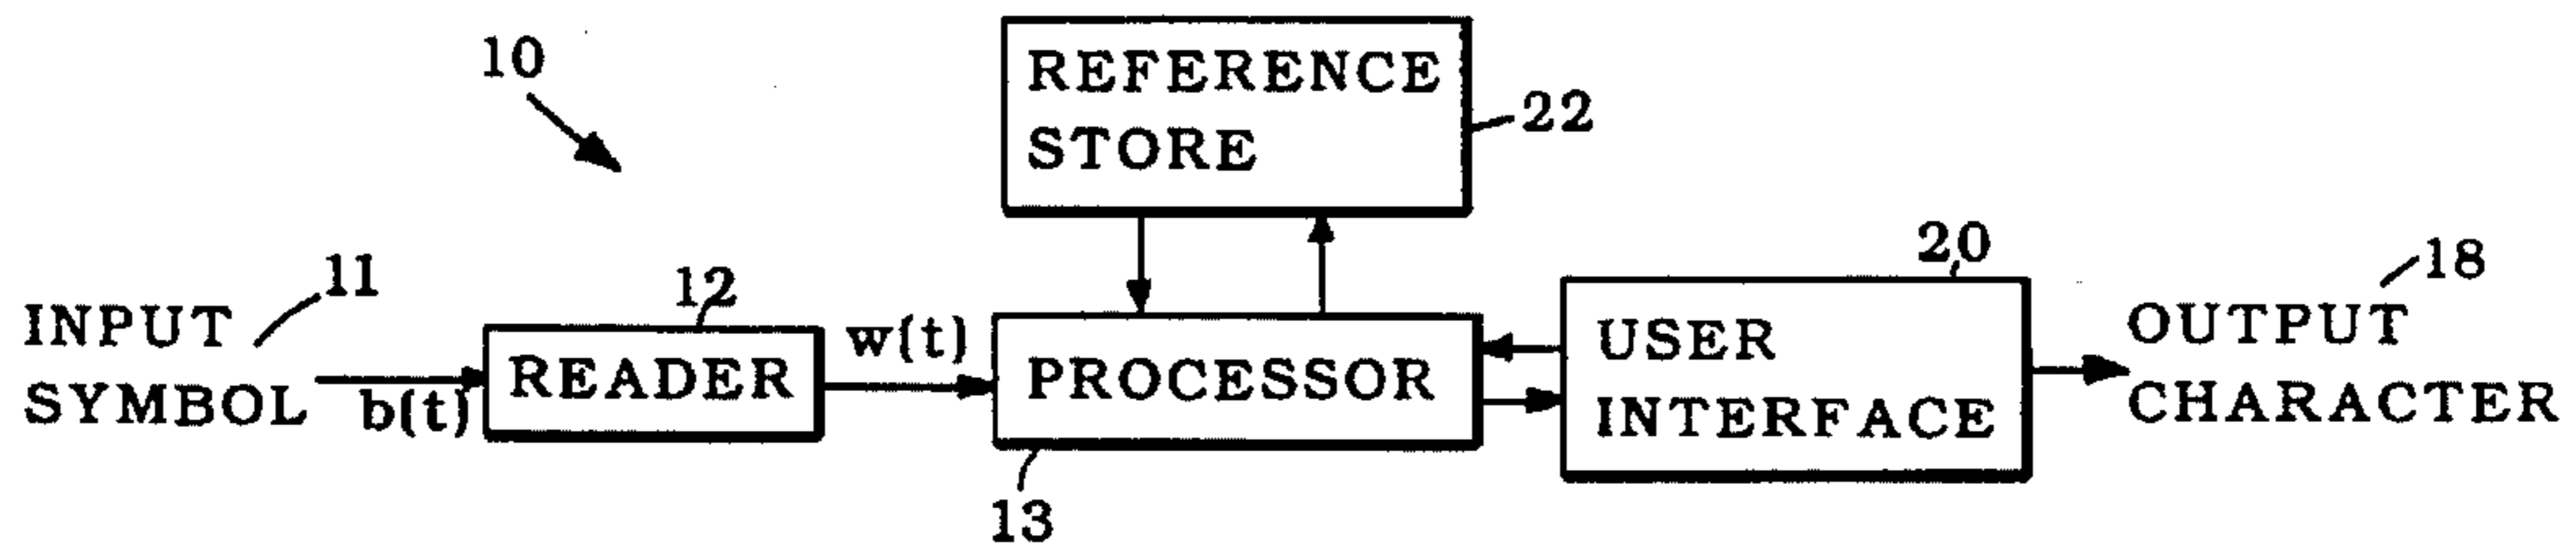 10
REFERENCE
STORE
22
INPUT
SYMBOL
11
b(t)
12
READER
w(t)
PROCESSOR
13
20
USER
INTERFACE
18
OUTPUT
CHARACTER